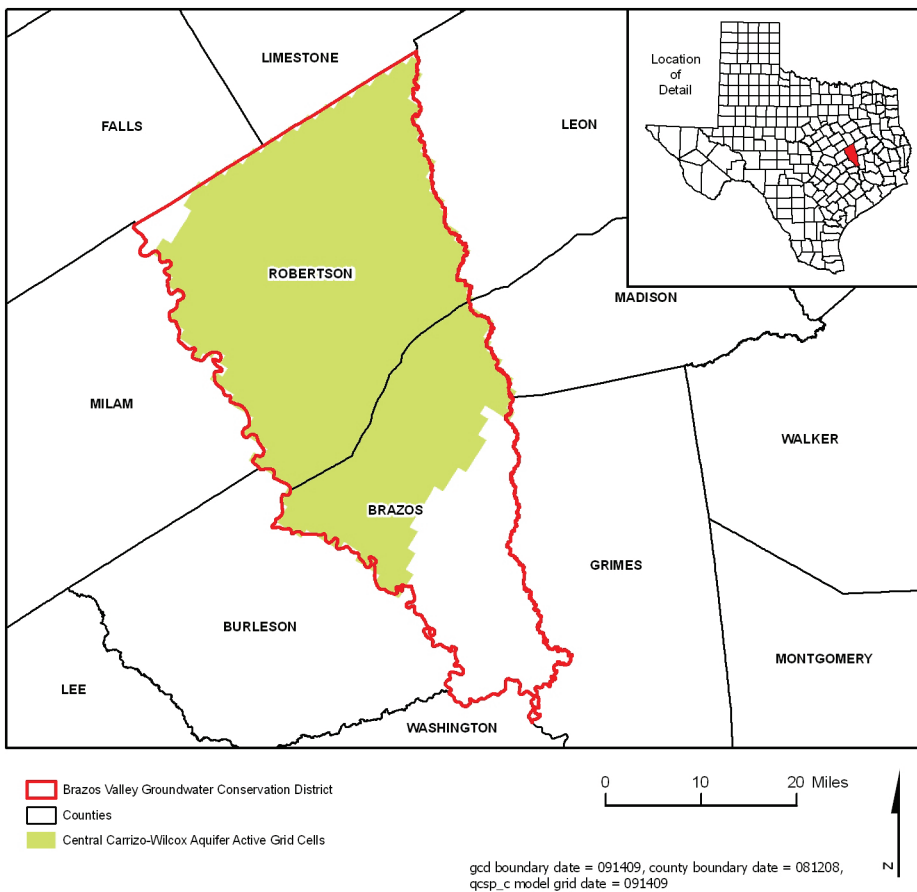 LIMESTONE
FALLS
LEON
Location
of
Detail
ROBERTSON
MADISON
MILAM
WALKER
BRAZOS
GRIMES
BURLESON
MONTGOMERY
LEE
WASHINGTON
Brazos Valley Groundwater Conservation District
Counties
Central Carrizo-Wilcox Aquifer Active Grid Cells
0 10 20 Miles
N
gcd boundary date = 091409, county boundary date = 081208,
qcsp_c model grid date = 091409